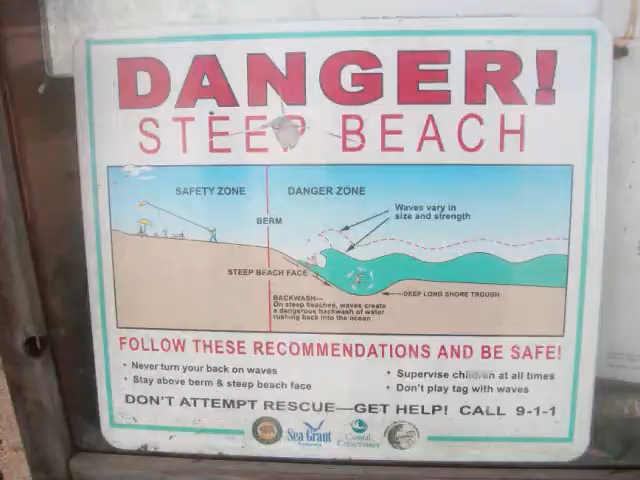 DANGER!
STEEP BEACH
SAFETY ZONE
DANGER ZONE
Waves vary in
size and strength
BERM
STEEP BEACH FACE
DEEP LONG SHORE TROUGH
BACKWASH—
On steep beaches, waves create
a dangerous backwash of water
rushing back into the ocean
FOLLOW THESE RECOMMENDATIONS AND BE SAFE!
• Never turn your back on waves
• Stay above berm & steep beach face
• Supervise children at all times
• Don't play tag with waves
DON'T ATTEMPT RESCUE—GET HELP! CALL 9-1-1
Sea Grant